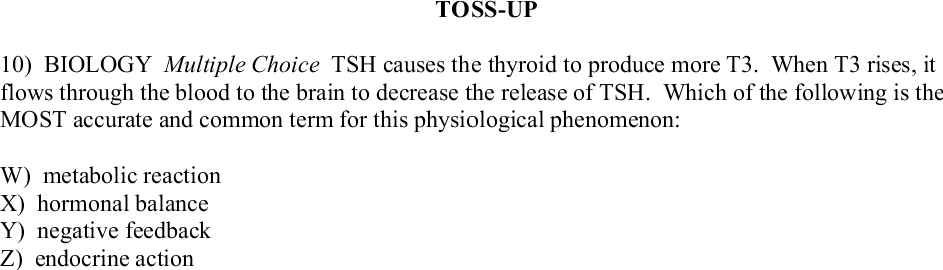 TOSS-UP
10) BIOLOGY Multiple Choice TSH causes the thyroid to produce more T3. When T3 rises, it
flows through the blood to the brain to decrease the release of TSH. Which of the following is the
MOST accurate and common term for this physiological phenomenon:
W) metabolic reaction
X) hormonal balance
Y) negative feedback
Z) endocrine action